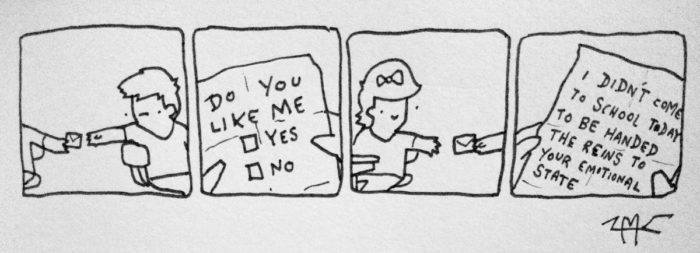 DO YOU
LIKE ME
YES
NO
I DIDN'T COME
TO SCHOOL TODAY
TO BE HANDED
THE REINS TO
YOUR EMOTIONAL
STATE